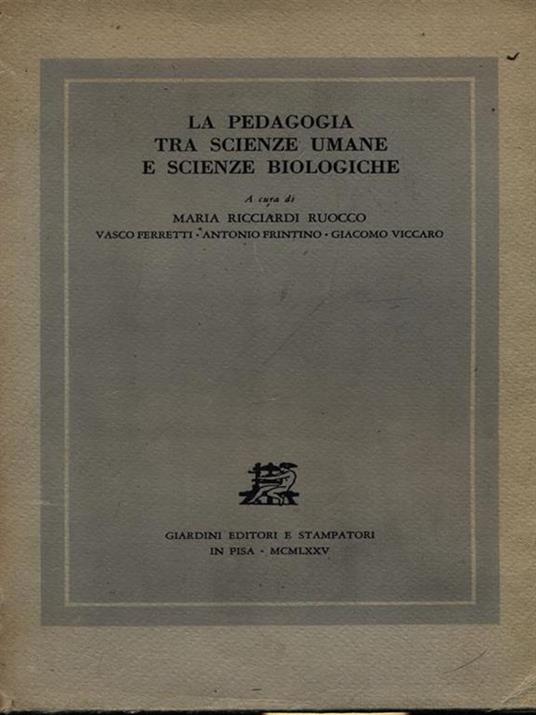 LA PEDAGOGIA
TRA SCIENZE UMANE
E SCIENZE BIOLOGICHE
A cura di
MARIA RICCIARDI RUOCCO
VASCO FERRETTI · ANTONIO FRINTINO · GIACOMO VICCARO
GIARDINI EDITORI E STAMPATORI
IN PISA · MCMLXXV